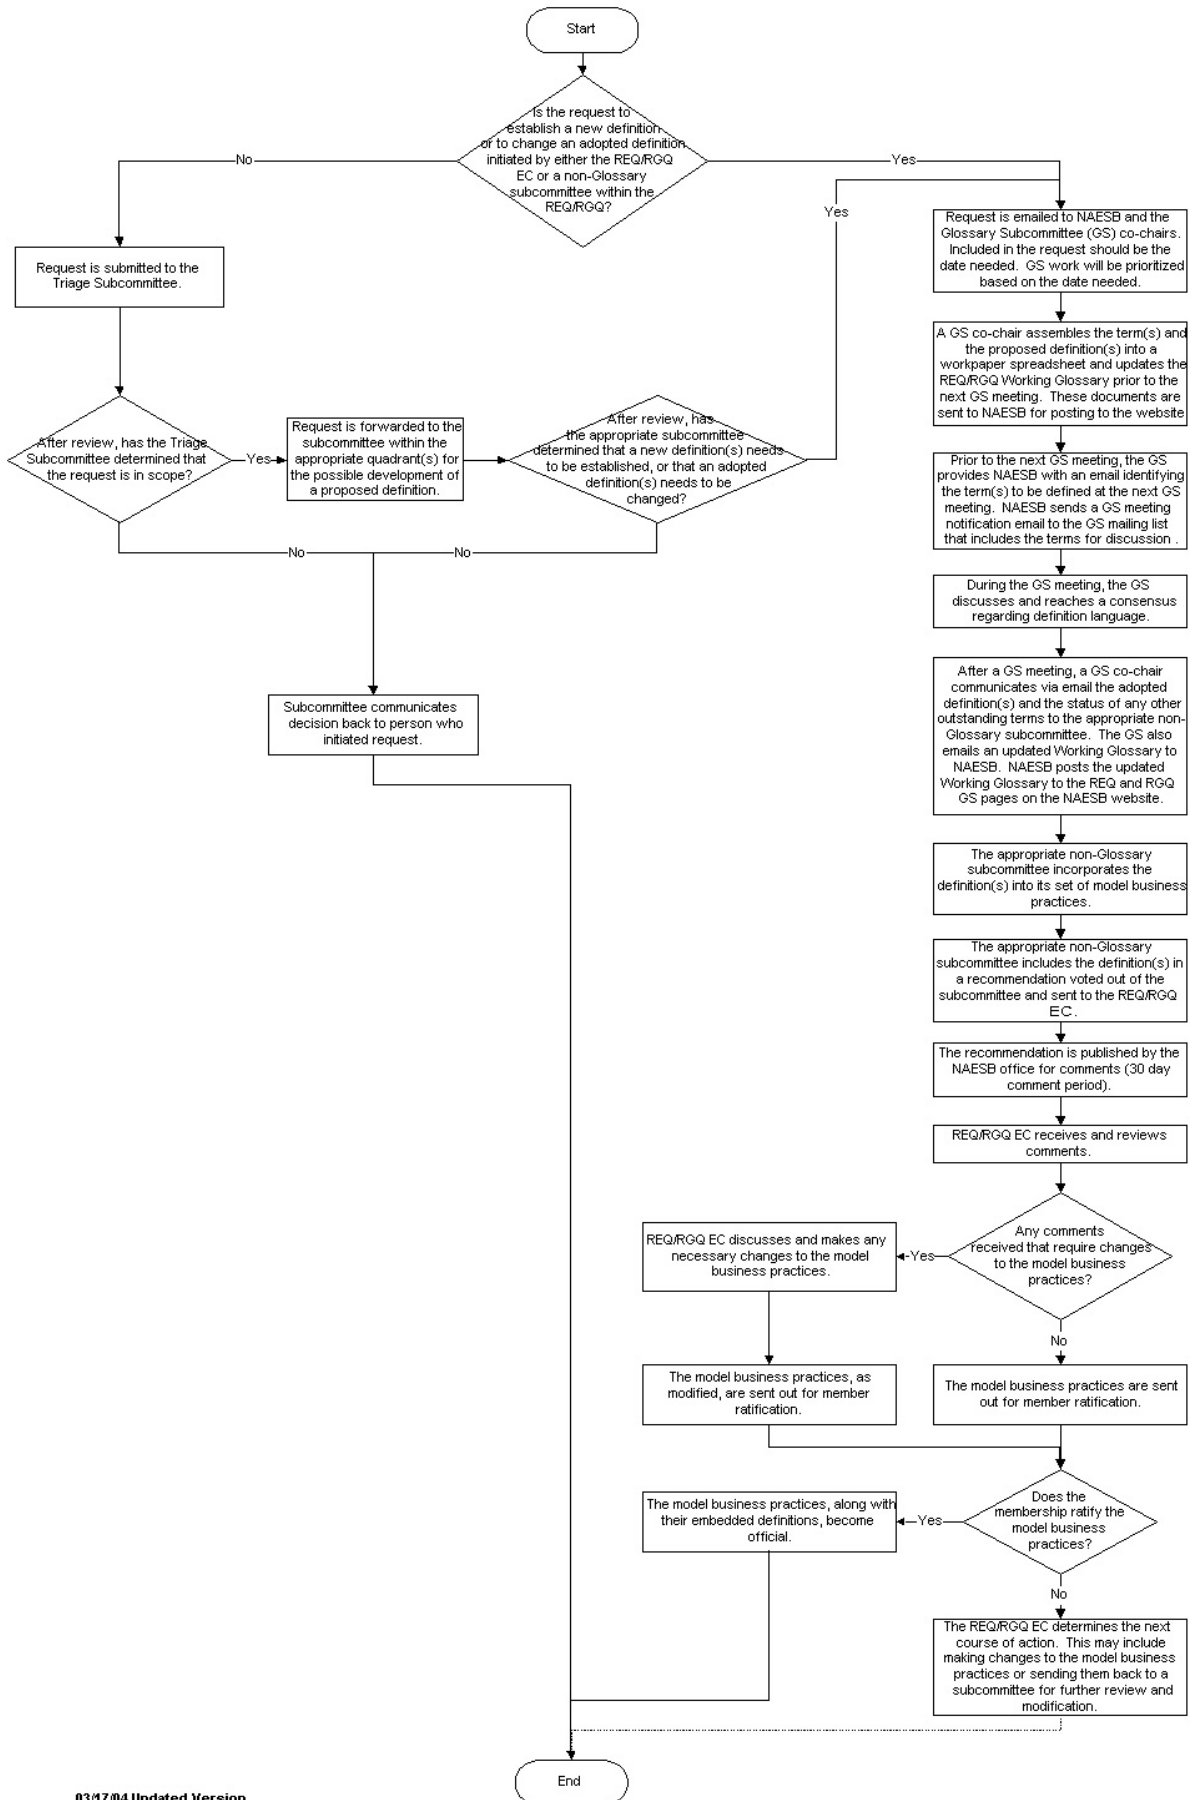 Start
Is the request to
establish a new definition
or to change an adopted definition
initiated by either the REQ/RGQ
EC or a non-Glossary
subcommittee within the
REQ/RGQ?
No
Yes
Request is submitted to the
Triage Subcommittee.
After review, has the Triage
Subcommittee determined that
the request is in scope?
Yes
Request is forwarded to the
subcommittee within the
appropriate quadrant(s) for
the possible development of
a proposed definition.
After review, has
the appropriate subcommittee
determined that a new definition(s) needs
to be established, or that an adopted
definition(s) needs to be
changed?
Yes
No
No
Subcommittee communicates
decision back to person who
initiated request.
Request is emailed to NAESB and the
Glossary Subcommittee (GS) co-chairs.
Included in the request should be the
date needed. GS work will be prioritized
based on the date needed.
A GS co-chair assembles the term(s) and
the proposed definition(s) into a
workpaper spreadsheet and updates the
REQ/RGQ Working Glossary prior to the
next GS meeting. These documents are
sent to NAESB for posting to the website
Prior to the next GS meeting, the GS
provides NAESB with an email identifying
the term(s) to be defined at the next GS
meeting. NAESB sends a GS meeting
notification email to the GS mailing list
that includes the terms for discussion .
During the GS meeting, the GS
discusses and reaches a consensus
regarding definition language.
After a GS meeting, a GS co-chair
communicates via email the adopted
definition(s) and the status of any other
outstanding terms to the appropriate non-
Glossary subcommittee. The GS also
emails an updated Working Glossary to
NAESB. NAESB posts the updated
Working Glossary to the REQ and RGQ
GS pages on the NAESB website.
The appropriate non-Glossary
subcommittee incorporates the
definition(s) into its set of model business
practices.
The appropriate non-Glossary
subcommittee includes the definition(s) in
a recommendation voted out of the
subcommittee and sent to the REQ/RGQ
EC.
The recommendation is published by the
NAESB office for comments (30 day
comment period).
REQ/RGQ EC receives and reviews
comments.
Any comments
received that require changes
to the model business
practices?
Yes
REQ/RGQ EC discusses and makes any
necessary changes to the model
business practices.
No
The model business practices, as
modified, are sent out for member
ratification.
The model business practices are sent
out for member ratification.
Does the
membership ratify the
model business
practices?
Yes
The model business practices, along with
their embedded definitions, become
official.
No
The REQ/RGQ EC determines the next
course of action. This may include
making changes to the model business
practices or sending them back to a
subcommittee for further review and
modification.
End
03/17/04 Updated Version